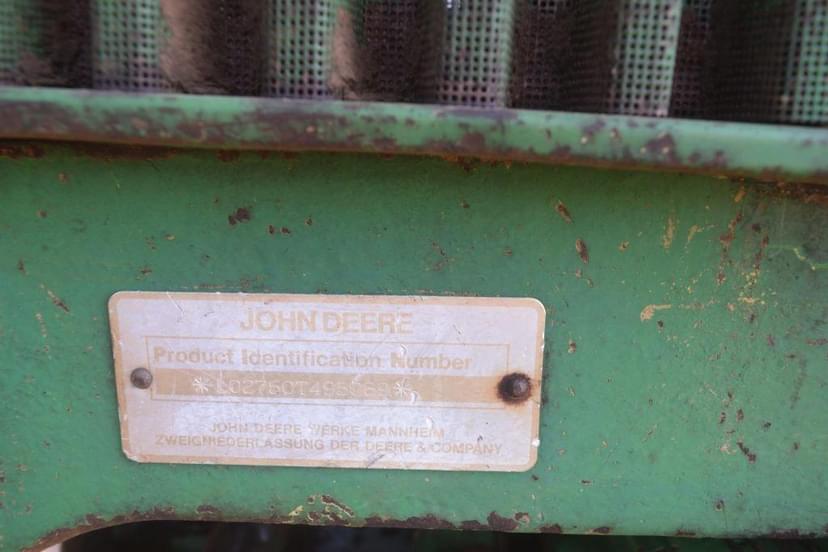 JOHN DEERE
Product Identification Number
JOHN DEERE WERKE MANNHEIM
ZWEIGNIEDERLASSUNG DER DEERE & COMPANY